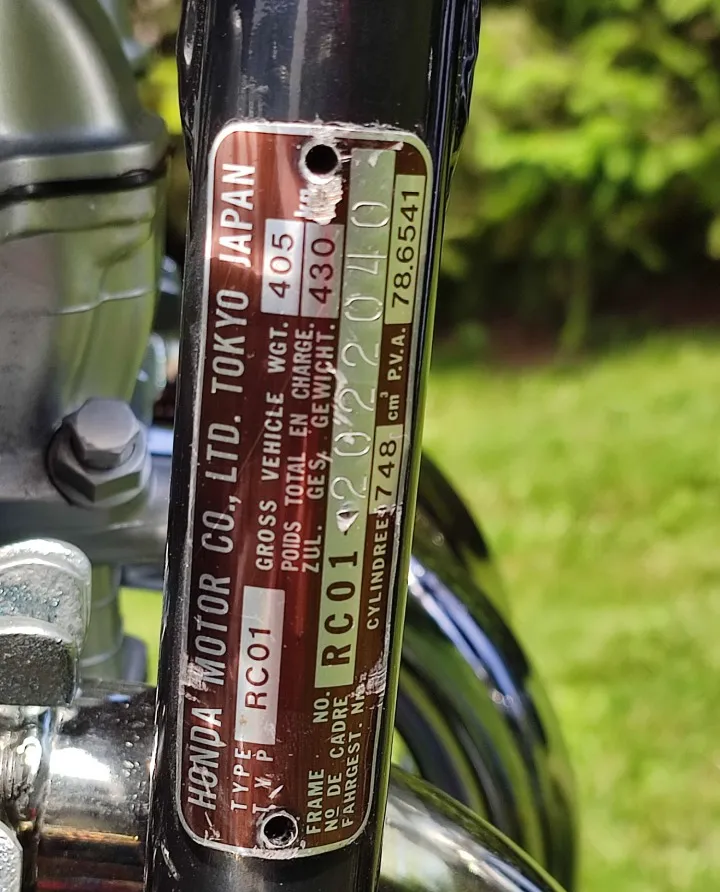 HONDA MOTOR CO., LTD. TOKYO JAPAN
TYPE RC01 GROSS VEHICLE WGT. 405
TYP POIDS TOTAL EN CHARGE. 430
ZUL. GES. GEWICHT.
FRAME NO. RC01 2022040
Nº DE CADRE
FAHRGEST. N CYLINDREE 748 cm³ P.V.A. 78.6541